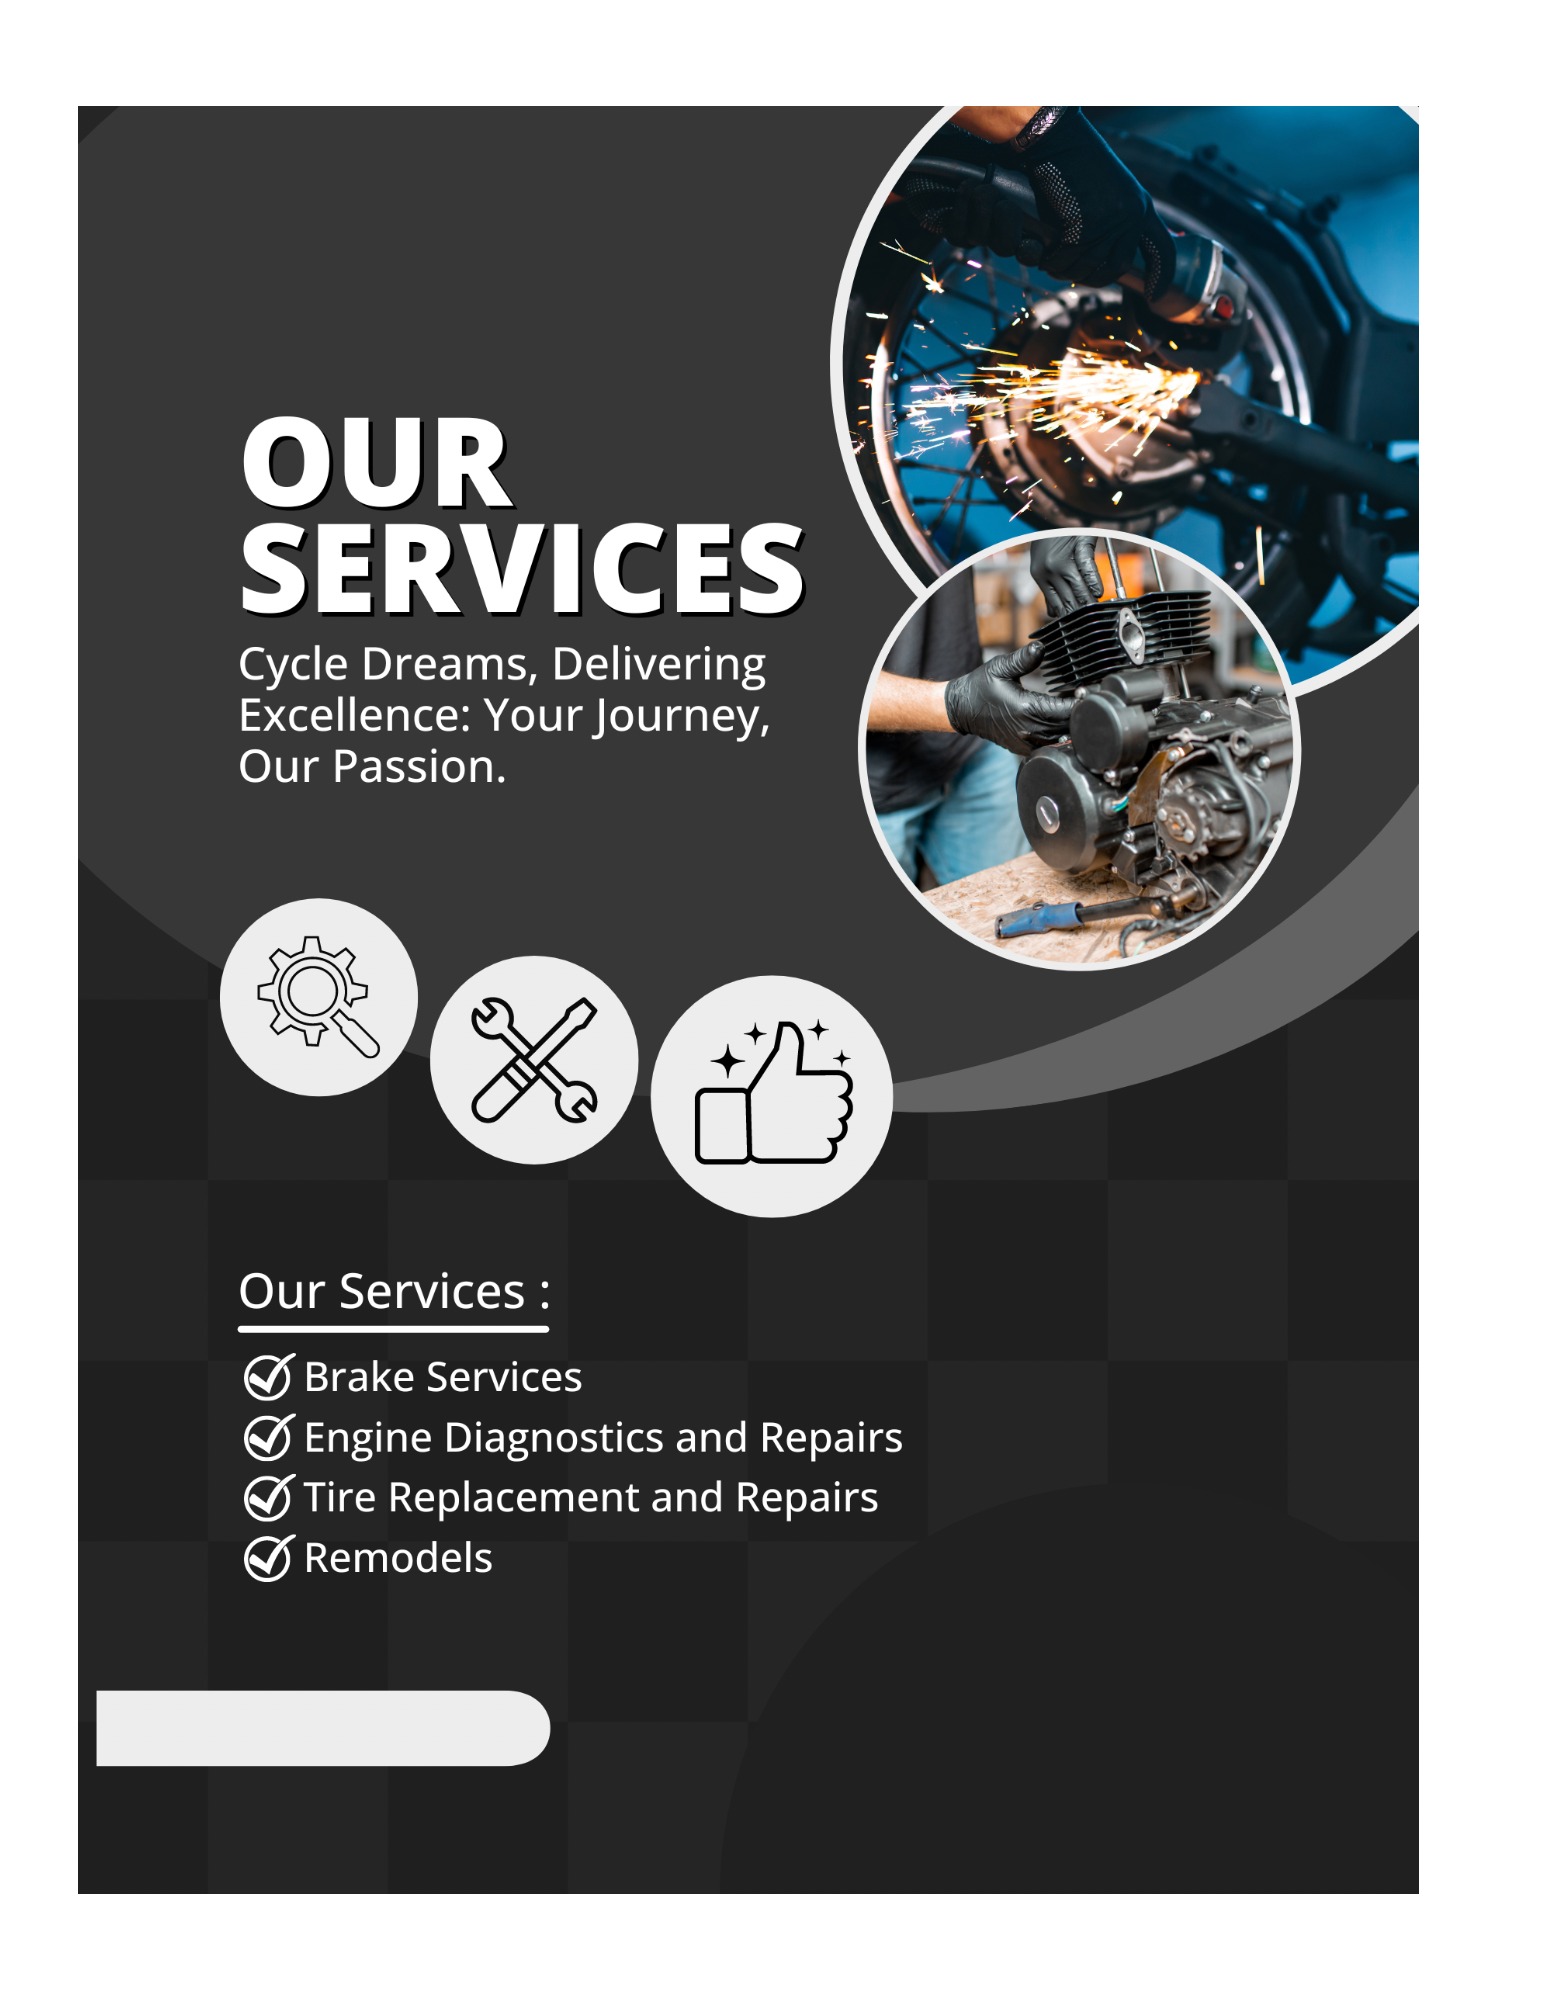 OUR
SERVICES
Cycle Dreams, Delivering
Excellence: Your Journey,
Our Passion.
Our Services :
Brake Services
Engine Diagnostics and Repairs
Tire Replacement and Repairs
Remodels